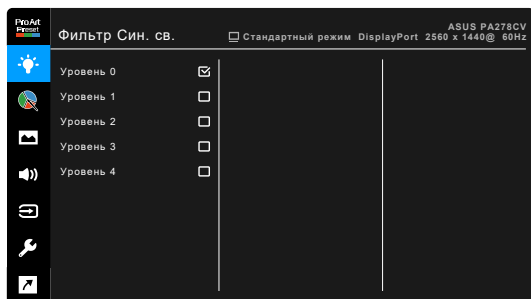 ProArt
Preset
Фильтр Син. св.
ASUS PA278CV
Стандартный режим DisplayPort 2560 x 1440@ 60Hz
Уровень 0
Уровень 1
Уровень 2
Уровень 3
Уровень 4